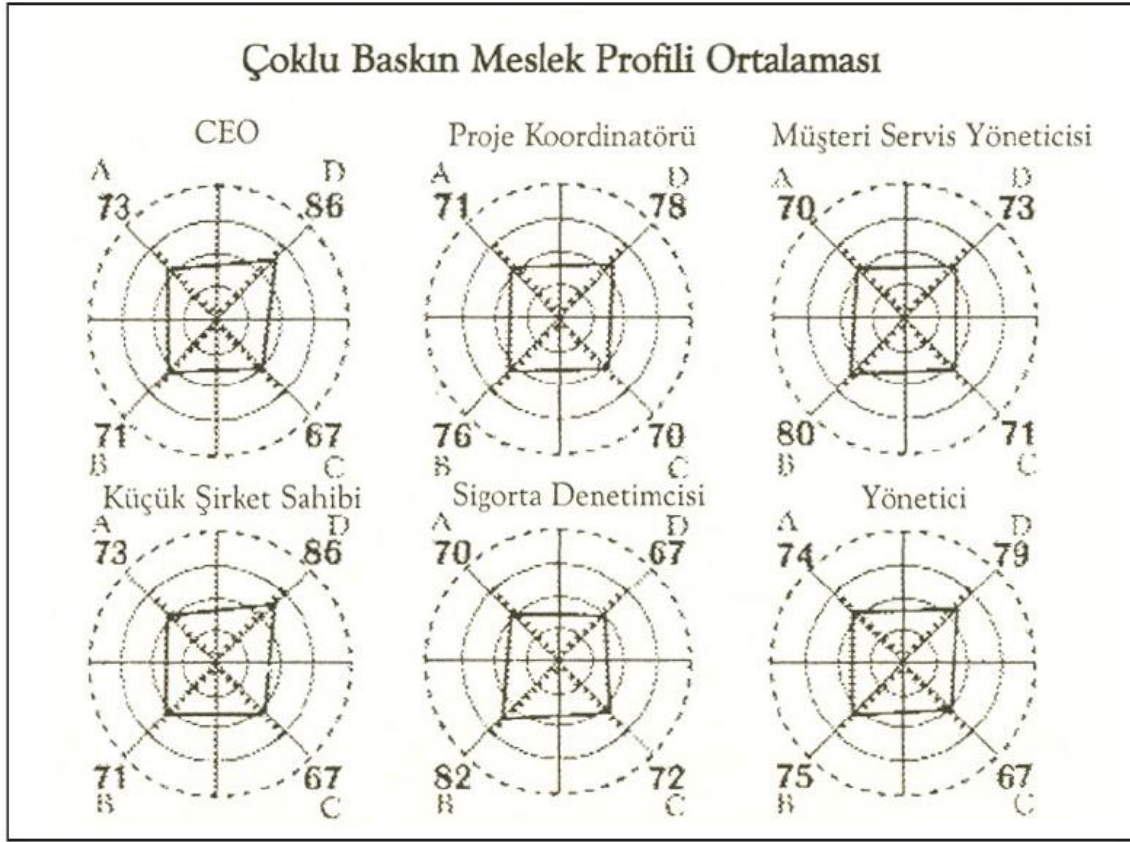 Çoklu Baskın Meslek Profili Ortalaması
CEO
A D
73 86
71 67
B C
Proje Koordinatörü
A D
71 78
76 70
B C
Müşteri Servis Yöneticisi
A D
70 73
80 71
B C
Küçük Şirket Sahibi
A D
73 86
71 67
B C
Sigorta Denetimcisi
A D
70 67
82 72
B C
Yönetici
A D
74 79
75 67
B C